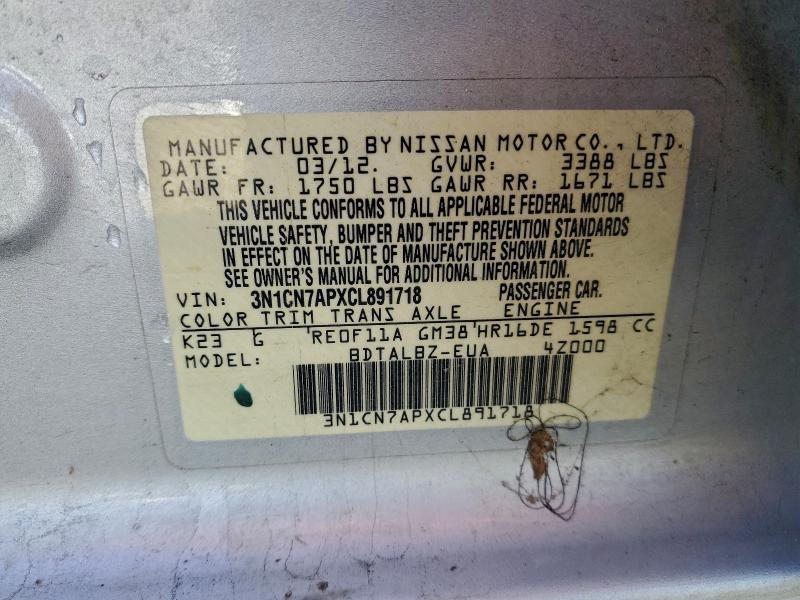 MANUFACTURED BY NISSAN MOTOR CO., LTD.
DATE: 03/12. GVWR: 3388 LBS
GAWR FR: 1750 LBS GAWR RR: 1671 LBS
THIS VEHICLE CONFORMS TO ALL APPLICABLE FEDERAL MOTOR
VEHICLE SAFETY, BUMPER AND THEFT PREVENTION STANDARDS
IN EFFECT ON THE DATE OF MANUFACTURE SHOWN ABOVE.
SEE OWNER'S MANUAL FOR ADDITIONAL INFORMATION.
VIN: 3N1CN7APXCL891718 PASSENGER CAR.
COLOR TRIM TRANS AXLE ENGINE
K23 G RE0F11A GM38 HR16DE 1598 CC
MODEL: BDTALBZ-EUA 4Z000
3N1CN7APXCL891718